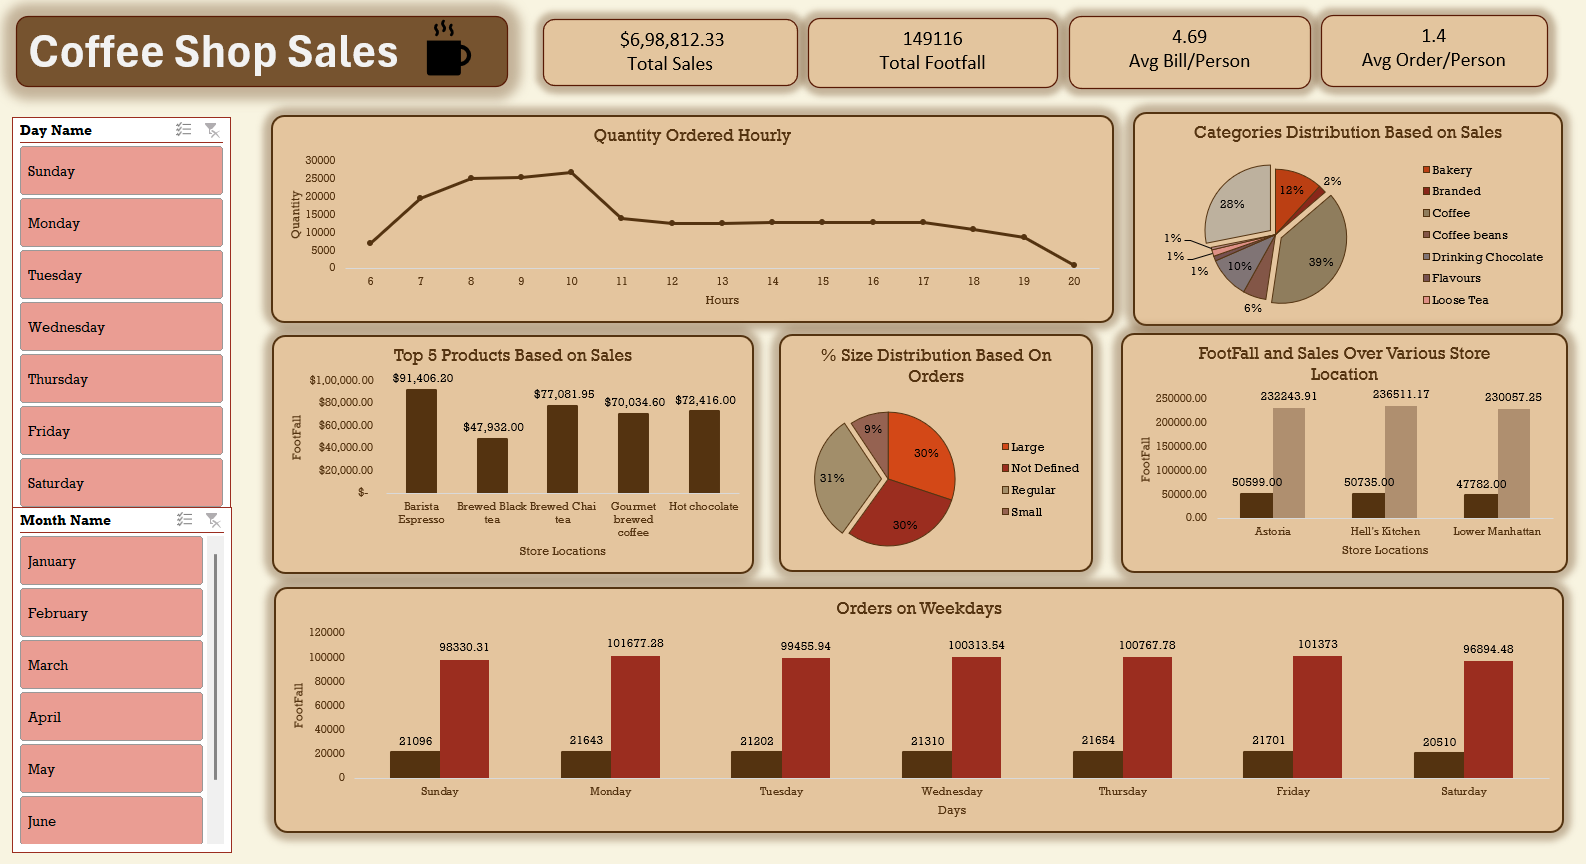 Coffee Shop Sales
$6,98,812.33
Total Sales
149116
Total Footfall
4.69
Avg Bill/Person
1.4
Avg Order/Person
Day Name
Sunday
Monday
Tuesday
Wednesday
Thursday
Friday
Saturday
Month Name
January
February
March
April
May
June
Quantity Ordered Hourly
Quantity
30000
25000
20000
15000
10000
5000
0
6 7 8 9 10 11 12 13 14 15 16 17 18 19 20
Hours
Categories Distribution Based on Sales
12%
2%
39%
6%
10%
1%
1%
1%
28%
Bakery
Branded
Coffee
Coffee beans
Drinking Chocolate
Flavours
Loose Tea
Top 5 Products Based on Sales
FootFall
$1,00,000.00
$80,000.00
$60,000.00
$40,000.00
$20,000.00
$-
$91,406.20
$47,932.00
$77,081.95
$70,034.60
$72,416.00
Barista
Espresso
Brewed Black
tea
Brewed Chai
tea
Gourmet
brewed
coffee
Hot chocolate
Store Locations
% Size Distribution Based On
Orders
30%
30%
31%
9%
Large
Not Defined
Regular
Small
FootFall and Sales Over Various Store
Location
FootFall
250000.00
200000.00
150000.00
100000.00
50000.00
0.00
50599.00
232243.91
50735.00
236511.17
47782.00
230057.25
Astoria
Hell's Kitchen
Lower Manhattan
Store Locations
Orders on Weekdays
FootFall
120000
100000
80000
60000
40000
20000
0
21096
98330.31
21643
101677.28
21202
99455.94
21310
100313.54
21654
100767.78
21701
101373
20510
96894.48
Sunday
Monday
Tuesday
Wednesday
Thursday
Friday
Saturday
Days